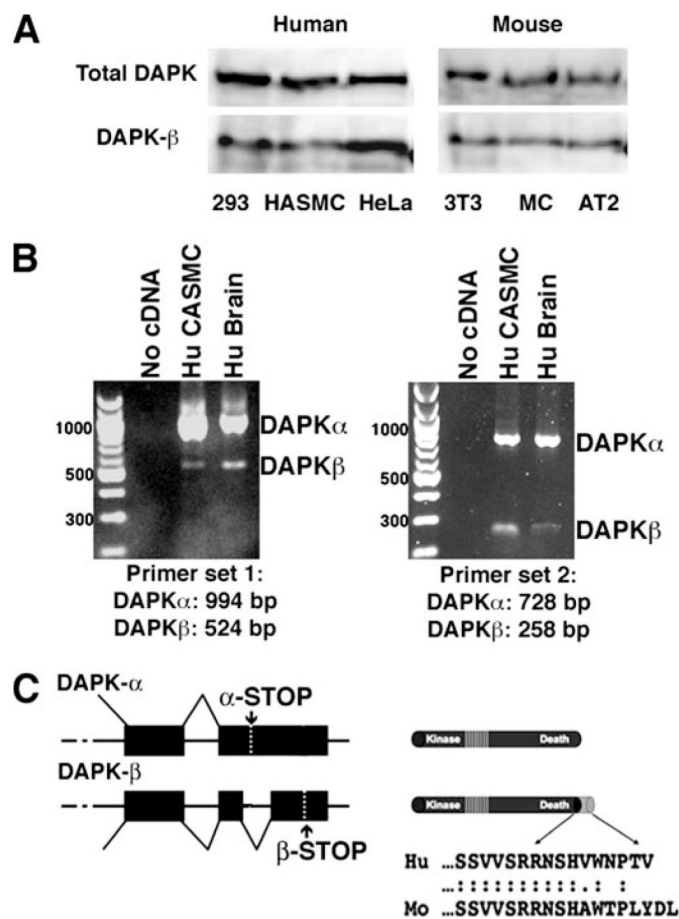 A
Human
Mouse
Total DAPK
DAPK-β
293 HASMC HeLa
3T3 MC AT2
B
No cDNA
Hu CASMC
Hu Brain
No cDNA
Hu CASMC
Hu Brain
1000
500
300
DAPKα
DAPKβ
1000
500
300
DAPKα
DAPKβ
Primer set 1:
DAPKα: 994 bp
DAPKβ: 524 bp
Primer set 2:
DAPKα: 728 bp
DAPKβ: 258 bp
C
DAPK-α
α-STOP
DAPK-β
β-STOP
Kinase Death
Kinase Death
Hu ...SSVVSRRNSHVWNPTV
...::::::::::::.: :
Mo ...SSVVSRRNSHAWTPLYDL